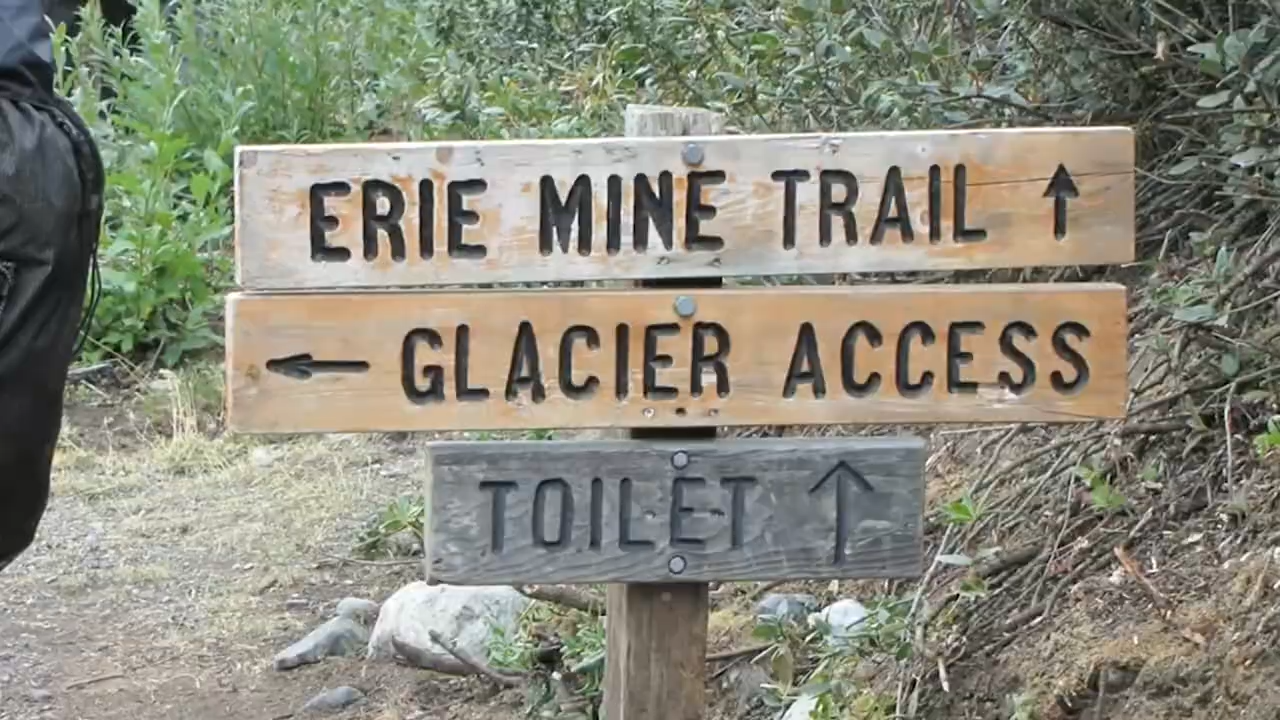 ERIE MINE TRAIL ↑
← GLACIER ACCESS
TOILET ↑